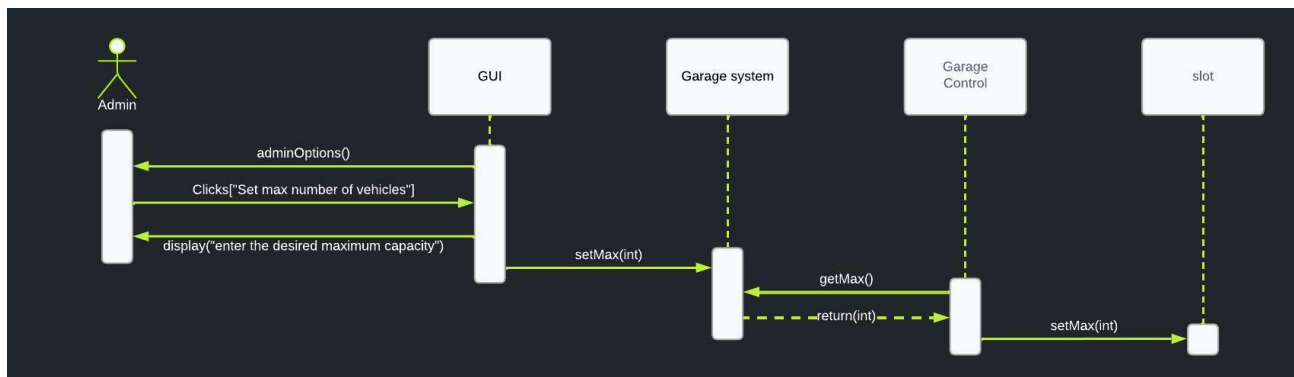 Admin
GUI
Garage system
Garage
Control
slot
adminOptions()
Clicks["Set max number of vehicles"]
display("enter the desired maximum capacity")
setMax(int)
getMax()
return(int)
setMax(int)